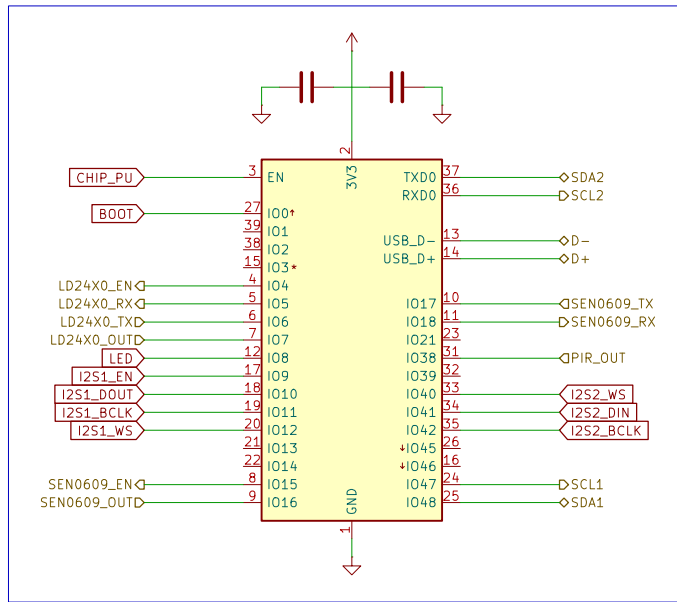 2
3V3
CHIP_PU 3 EN TXD0 37 SDA2
RXD0 36 SCL2
BOOT 27 IO0↑
39 IO1
38 IO2 USB_D- 13 D-
15 IO3* USB_D+ 14 D+
LD24X0_EN 4 IO4
LD24X0_RX 5 IO5 IO17 10 SEN0609_TX
LD24X0_TX 6 IO6 IO18 11 SEN0609_RX
LD24X0_OUT 7 IO7 IO21 23
LED 12 IO8 IO38 31 PIR_OUT
I2S1_EN 17 IO9 IO39 32
I2S1_DOUT 18 IO10 IO40 33 I2S2_WS
I2S1_BCLK 19 IO11 IO41 34 I2S2_DIN
I2S1_WS 20 IO12 IO42 35 I2S2_BCLK
21 IO13 ↓IO45 26
22 IO14 ↓IO46 16
SEN0609_EN 8 IO15 IO47 24 SCL1
SEN0609_OUT 9 IO16 IO48 25 SDA1
GND
1